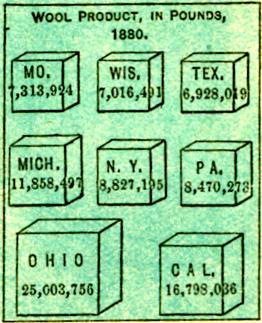 WOOL PRODUCT, IN POUNDS,
1880.
MO. WIS. TEX.
7,313,924 7,016,491 6,928,019
MICH. N. Y. PA.
11,858,497 8,827,195 8,470,273
OHIO CAL.
25,003,756 16,798,036